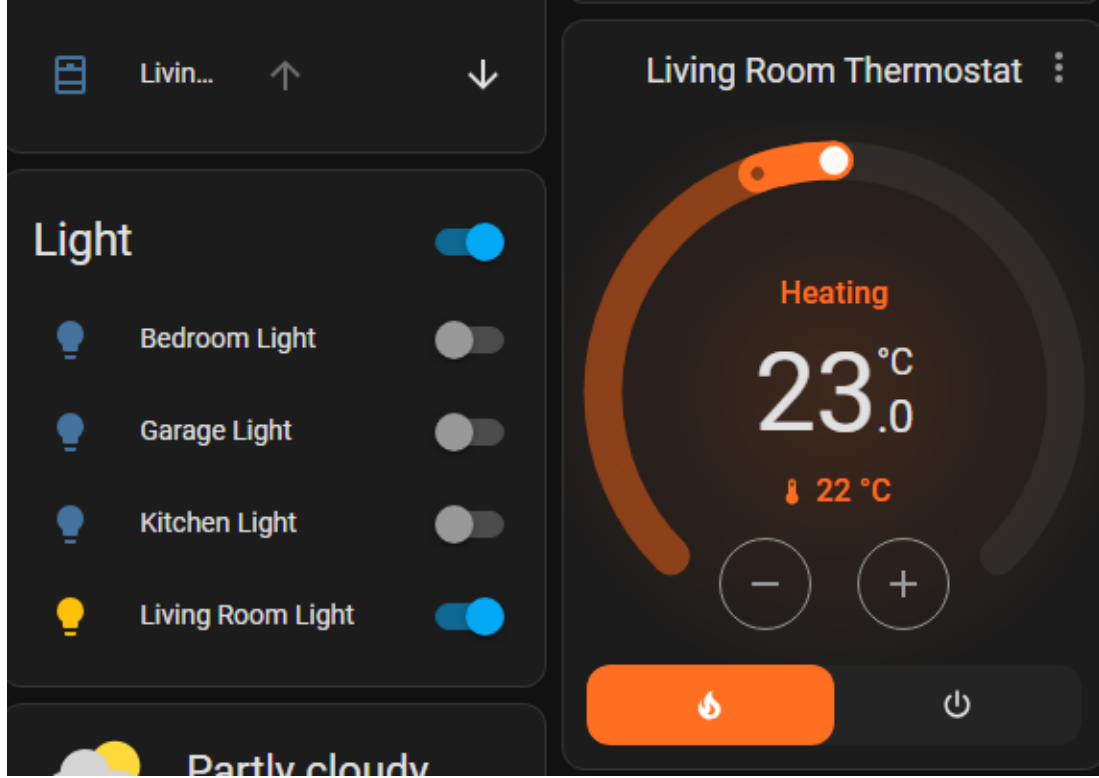 Livin...
Light
Bedroom Light
Garage Light
Kitchen Light
Living Room Light
Partly cloudy
Living Room Thermostat
Heating
23.0 °C
22 °C